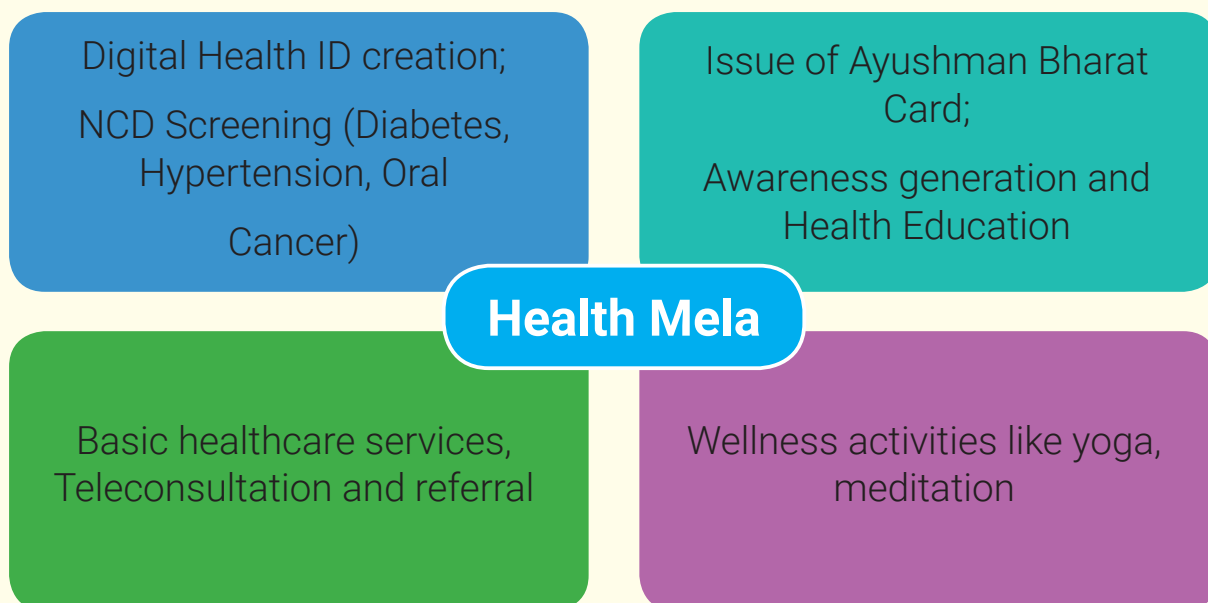 Digital Health ID creation;
NCD Screening (Diabetes,
Hypertension, Oral
Cancer)
Issue of Ayushman Bharat
Card;
Awareness generation and
Health Education
Health Mela
Basic healthcare services,
Teleconsultation and referral
Wellness activities like yoga,
meditation